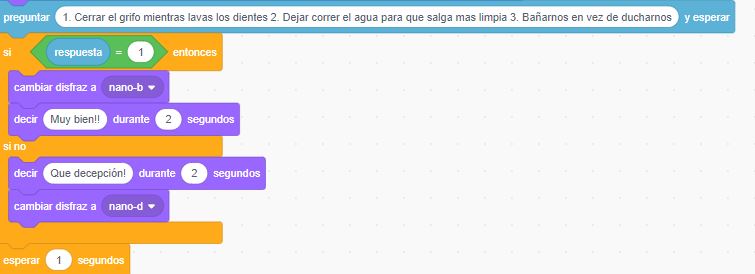 preguntar 1. Cerrar el grifo mientras lavas los dientes 2. Dejar correr el agua para que salga mas limpia 3. Bañarnos en vez de ducharnos y esperar
si respuesta = 1 entonces
cambiar disfraz a nano-b
decir Muy bien!! durante 2 segundos
si no
decir Que decepción! durante 2 segundos
cambiar disfraz a nano-d
esperar 1 segundos